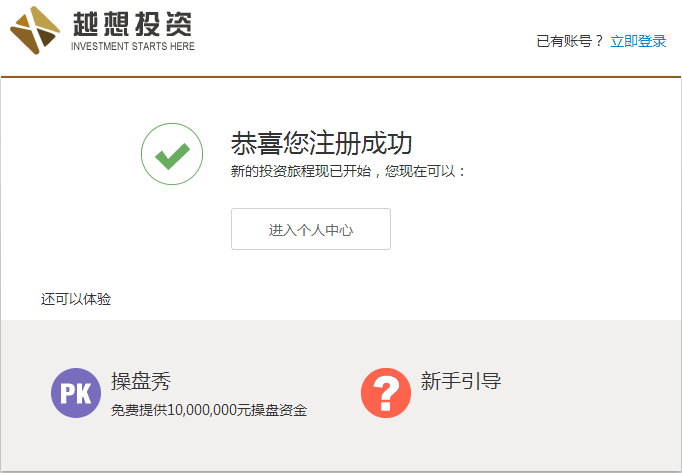 越想投资
INVESTMENT STARTS HERE
已有账号？ 立即登录
恭喜您注册成功
新的投资旅程现已开始，您现在可以：
进入个人中心
还可以体验
PK
操盘秀
免费提供10,000,000元操盘资金
?
新手引导